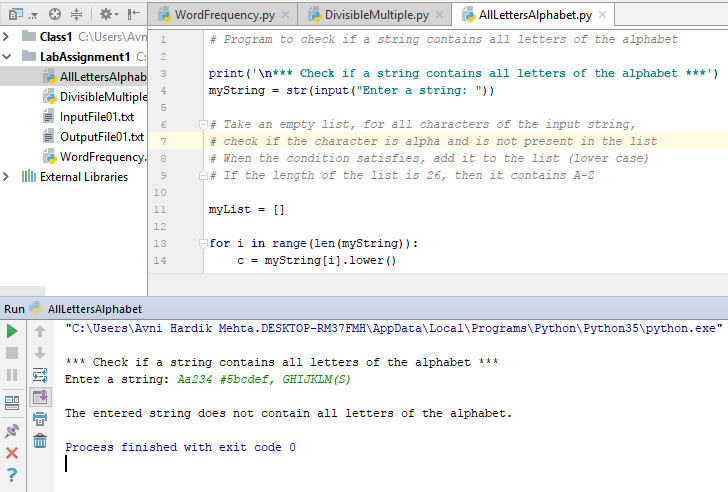 WordFrequency.py
DivisibleMultiple.py
AllLettersAlphabet.py
Class1 C:\Users\Avni
LabAssignment1 C:\Use
AllLettersAlphab
DivisibleMultiple
InputFile01.txt
OutputFile01.txt
WordFrequency.
External Libraries
1 # Program to check if a string contains all letters of the alphabet
2
3 print('\n*** Check if a string contains all letters of the alphabet ***')
4 myString = str(input("Enter a string: "))
5
6 # Take an empty list, for all characters of the input string,
7 # check if the character is alpha and is not present in the list
8 # When the condition satisfies, add it to the list (lower case)
9 # If the length of the list is 26, then it contains A-Z
10
11 myList = []
12
13 for i in range(len(myString)):
14 c = myString[i].lower()
Run AllLettersAlphabet
"C:\Users\Avni Hardik Mehta.DESKTOP-RM37FMH\AppData\Local\Programs\Python\Python35\python.exe"
*** Check if a string contains all letters of the alphabet ***
Enter a string: Aa234 #5bcdef, GHIJKLM(S)
The entered string does not contain all letters of the alphabet.
Process finished with exit code 0